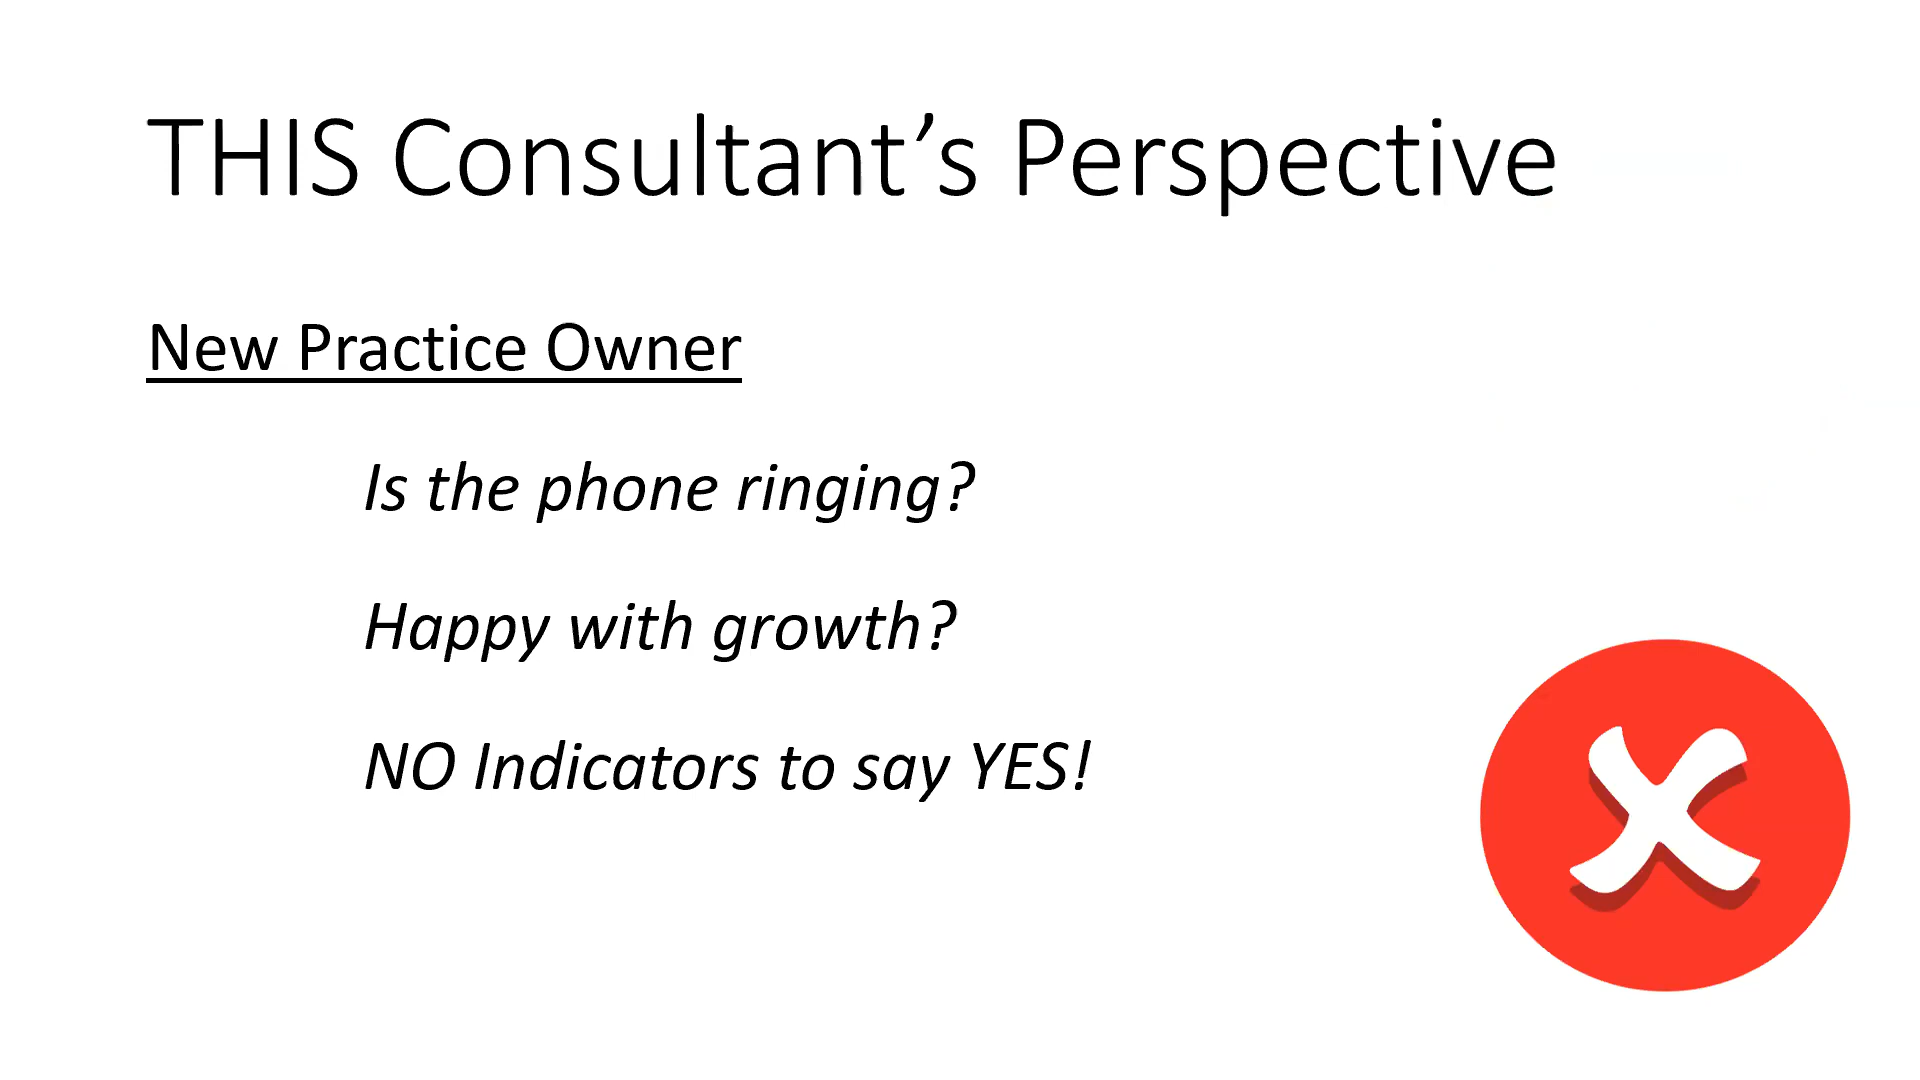 THIS Consultant’s Perspective
New Practice Owner
Is the phone ringing?
Happy with growth?
NO Indicators to say YES!